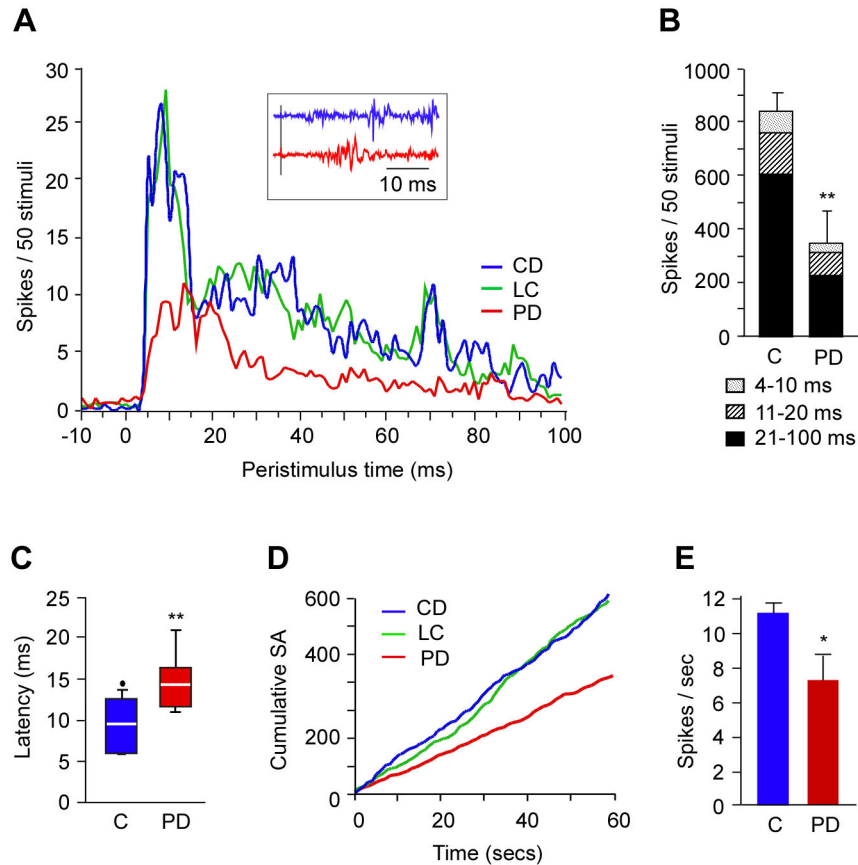 A
30
25
20
15
10
5
0
Spikes / 50 stimuli
10 ms
CD
LC
PD
-10 0 20 40 60 80 100
Peristimulus time (ms)
B
1000
800
600
400
200
0
Spikes / 50 stimuli
**
C PD
4-10 ms
11-20 ms
21-100 ms
C
25
20
15
10
5
0
Latency (ms)
**
C PD
D
600
400
200
0
Cumulative SA
CD
LC
PD
0 20 40 60
Time (secs)
E
12
10
8
6
4
2
0
Spikes / sec
*
C PD